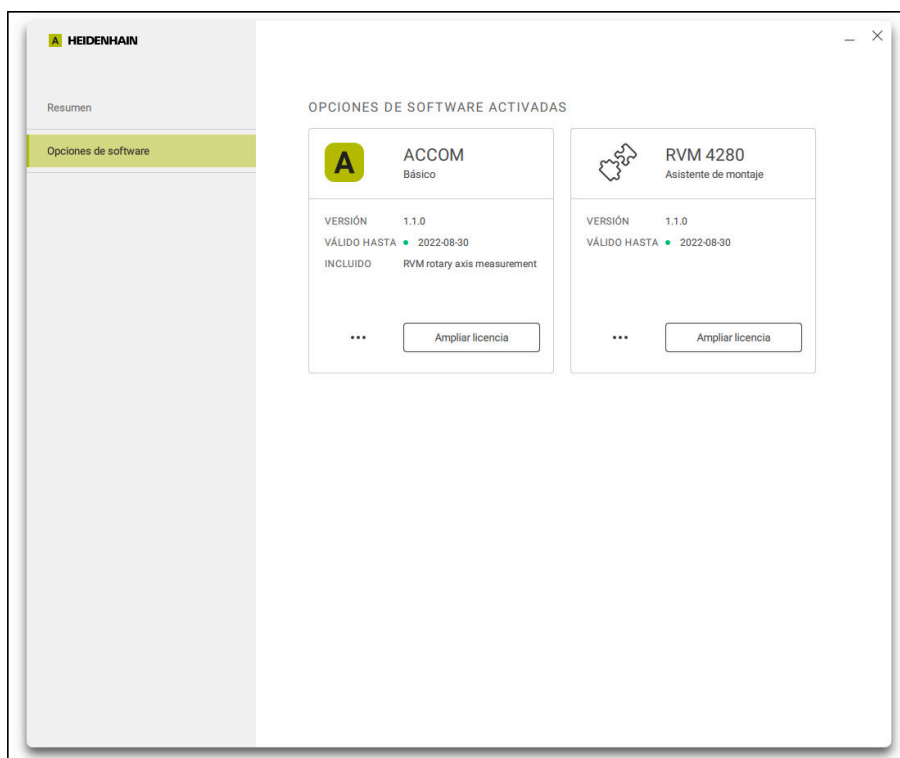 A HEIDENHAIN
Resumen
Opciones de software
OPCIONES DE SOFTWARE ACTIVADAS
A ACCOM
Básico
VERSIÓN 1.1.0
VÁLIDO HASTA 2022-08-30
INCLUIDO RVM rotary axis measurement
... Ampliar licencia
RVM 4280
Asistente de montaje
VERSIÓN 1.1.0
VÁLIDO HASTA 2022-08-30
... Ampliar licencia